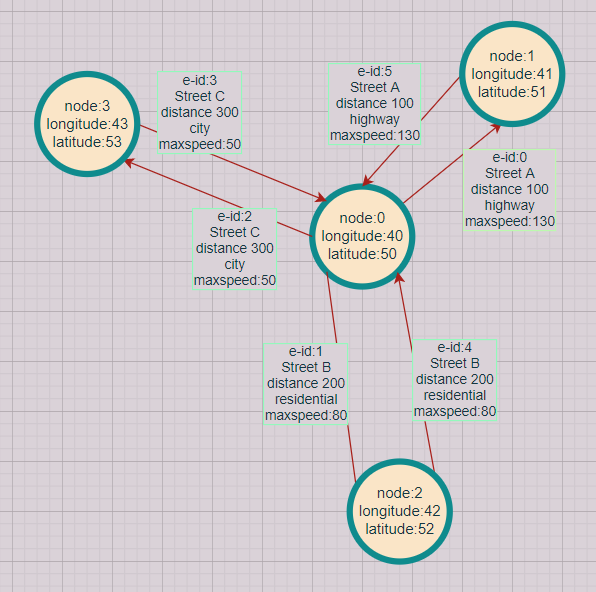 node:1
longitude:41
latitude:51
e-id:5
Street A
distance 100
highway
maxspeed:130
e-id:3
Street C
distance 300
city
maxspeed:50
node:3
longitude:43
latitude:53
e-id:0
Street A
distance 100
highway
maxspeed:130
node:0
longitude:40
latitude:50
e-id:2
Street C
distance 300
city
maxspeed:50
e-id:1
Street B
distance 200
residential
maxspeed:80
e-id:4
Street B
distance 200
residential
maxspeed:80
node:2
longitude:42
latitude:52